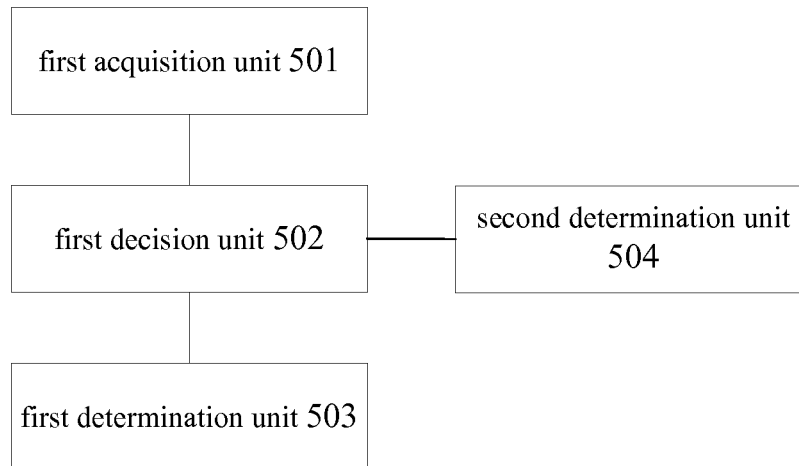 first acquisition unit 501
first decision unit 502
second determination unit
504
first determination unit 503